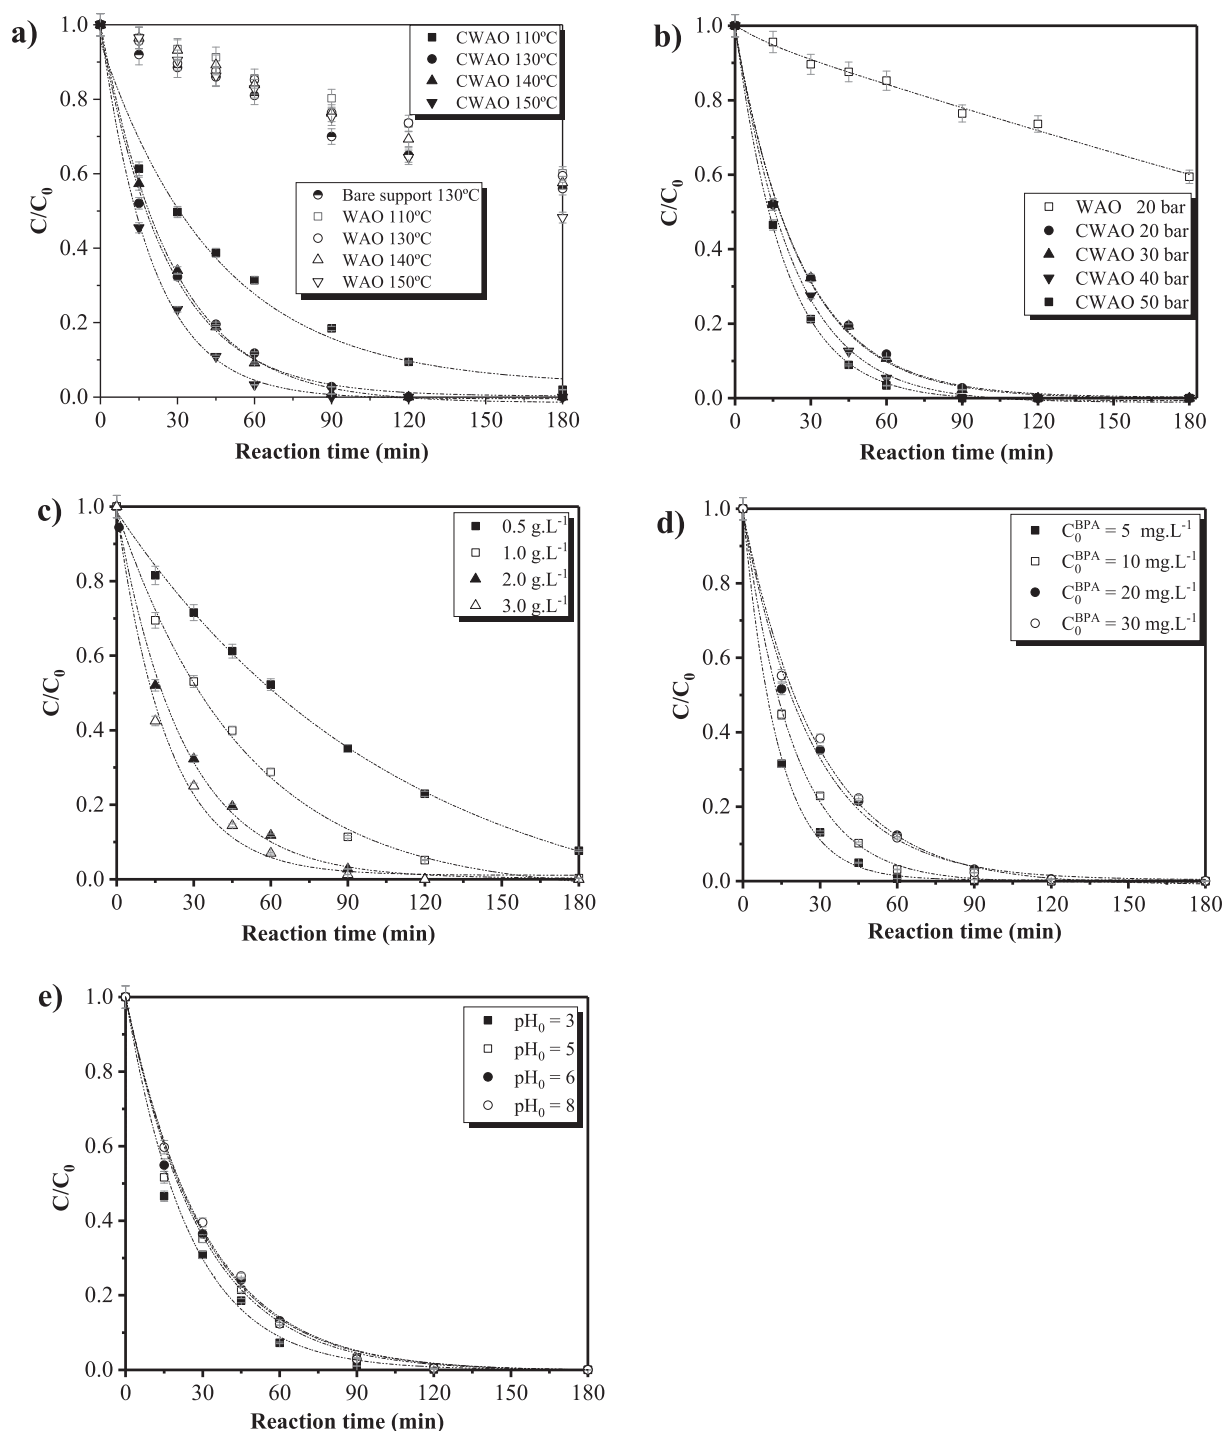 a)
1.0
0.8
0.6
0.4
0.2
0.0
C/C0
CWAO 110ºC
CWAO 130ºC
CWAO 140ºC
CWAO 150ºC
Bare support 130ºC
WAO 110ºC
WAO 130ºC
WAO 140ºC
WAO 150ºC
0 30 60 90 120 150 180
Reaction time (min)
b)
1.0
0.8
0.6
0.4
0.2
0.0
C/C0
WAO 20 bar
CWAO 20 bar
CWAO 30 bar
CWAO 40 bar
CWAO 50 bar
0 30 60 90 120 150 180
Reaction time (min)
c)
1.0
0.8
0.6
0.4
0.2
0.0
C/C0
0.5 g.L-1
1.0 g.L-1
2.0 g.L-1
3.0 g.L-1
0 30 60 90 120 150 180
Reaction time (min)
d)
1.0
0.8
0.6
0.4
0.2
0.0
C/C0
C0BPA = 5 mg.L-1
C0BPA = 10 mg.L-1
C0BPA = 20 mg.L-1
C0BPA = 30 mg.L-1
0 30 60 90 120 150 180
Reaction time (min)
e)
1.0
0.8
0.6
0.4
0.2
0.0
C/C0
pH0 = 3
pH0 = 5
pH0 = 6
pH0 = 8
0 30 60 90 120 150 180
Reaction time (min)